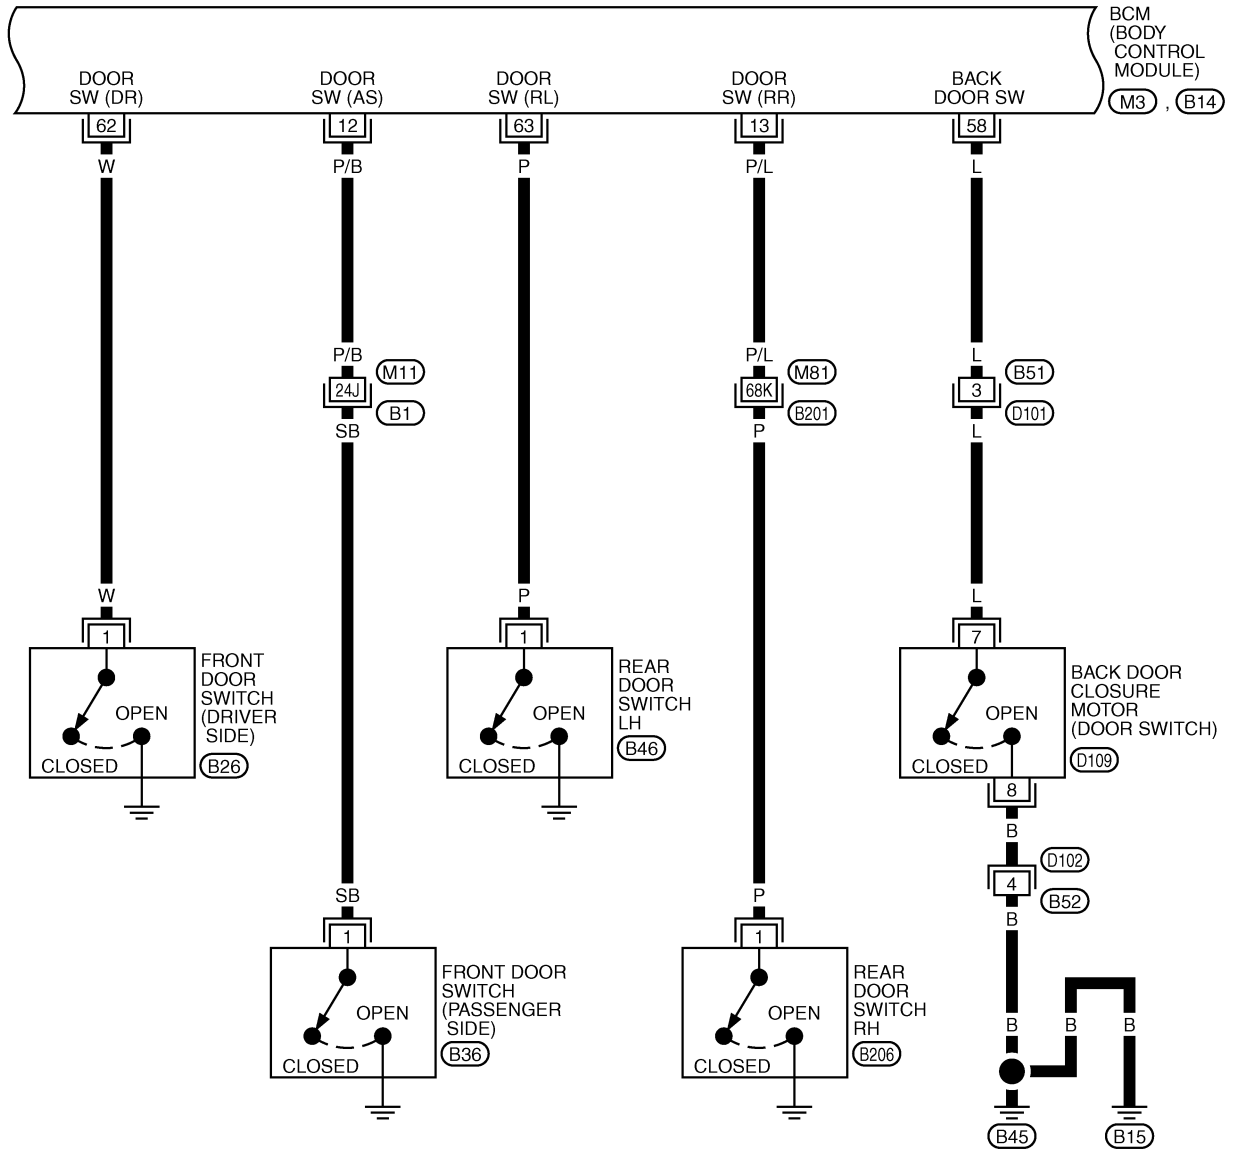 BCM
(BODY
CONTROL
MODULE)
M3 , B14
DOOR
SW (DR)
DOOR
SW (AS)
DOOR
SW (RL)
DOOR
SW (RR)
BACK
DOOR SW
62
12
63
13
58
W
P/B
P
P/L
L
P/B
P/L
L
M11
M81
B51
24J
68K
3
B1
B201
D101
SB
P
L
W
P
L
1
1
7
FRONT
DOOR
SWITCH
(DRIVER
SIDE)
B26
OPEN
CLOSED
REAR
DOOR
SWITCH
LH
B46
OPEN
CLOSED
BACK DOOR
CLOSURE
MOTOR
(DOOR SWITCH)
D109
OPEN
CLOSED
8
B
D102
4
B52
B
SB
P
1
1
FRONT DOOR
SWITCH
(PASSENGER
SIDE)
B36
OPEN
CLOSED
REAR
DOOR
SWITCH
RH
B206
OPEN
CLOSED
B
B
B
B45
B15